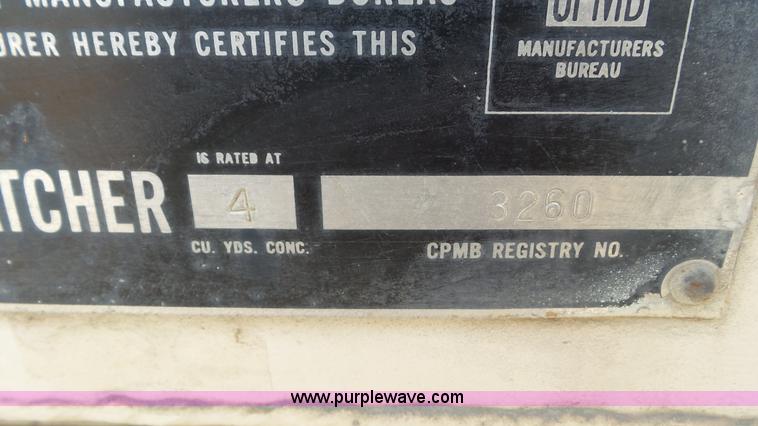 MANUFACTURERS BUREAU
CPMB
URER HEREBY CERTIFIES THIS
MANUFACTURERS
BUREAU
IS RATED AT
TCHER 4 3260
CU. YDS. CONC. CPMB REGISTRY NO.
www.purplewave.com